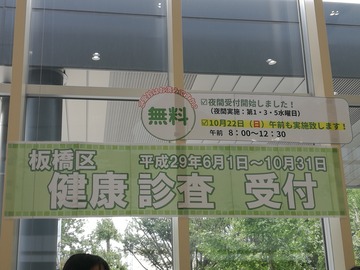 無料
☑夜間受付開始しました!
(夜間実施:第1・3・5水曜日)
☑10月22日(日)午前も実施致します!
午前 8:00~12:30
板橋区 平成29年6月1日~10月31日
健康診査 受付